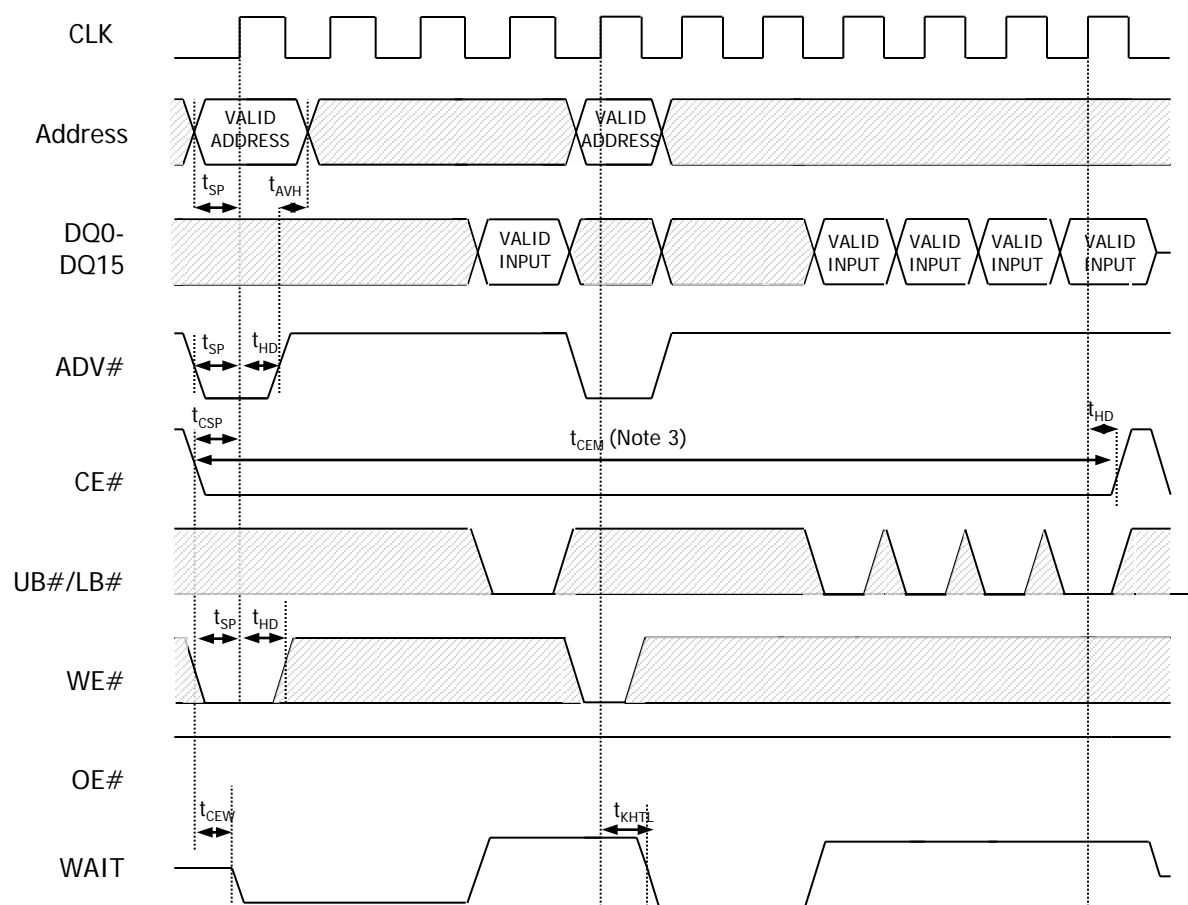 CLK
Address
VALID
ADDRESS
VALID
ADDRESS
tSP
tAVH
DQ0-
DQ15
VALID
INPUT
VALID
INPUT
VALID
INPUT
VALID
INPUT
VALID
INPUT
ADV#
tSP
tHD
CE#
tCSP
tCEM (Note 3)
tHD
UB#/LB#
WE#
tSP
tHD
OE#
tCEW
tKHTL
WAIT